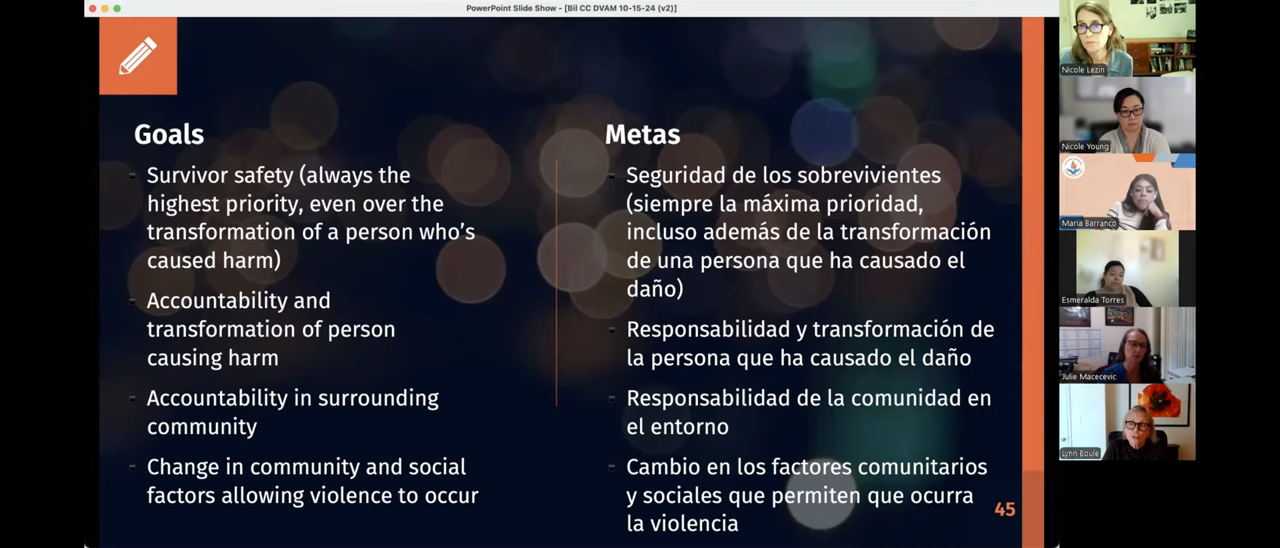 PowerPoint Slide Show - [Bil CC DVAM 10-15-24 (v2)]
Goals
Survivor safety (always the
highest priority, even over the
transformation of a person who's
caused harm)
Accountability and
transformation of person
causing harm
Accountability in surrounding
community
Change in community and social
factors allowing violence to occur
Metas
Seguridad de los sobrevivientes
(siempre la máxima prioridad,
incluso además de la transformación
de una persona que ha causado el
daño)
Responsabilidad y transformación de
la persona que ha causado el daño
Responsabilidad de la comunidad en
el entorno
Cambio en los factores comunitarios
y sociales que permiten que ocurra
la violencia
45
Nicole Lezin
Nicole Young
Maria Barranco
Esmeralda Torres
Julie Macecevic
Lynn Boule